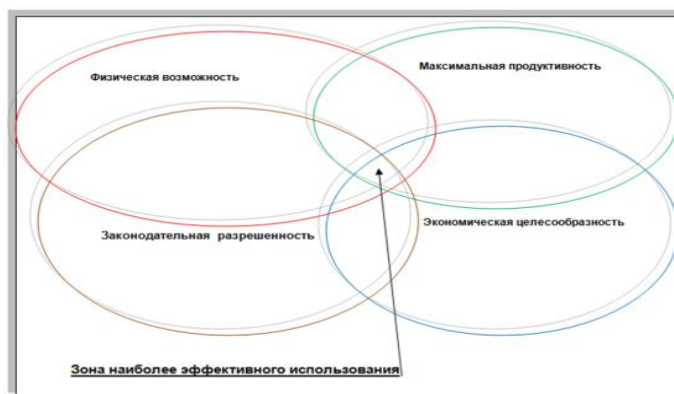 Физическая возможность
Максимальная продуктивность
Законодательная разрешенность
Экономическая целесообразность
Зона наиболее эффективного использования